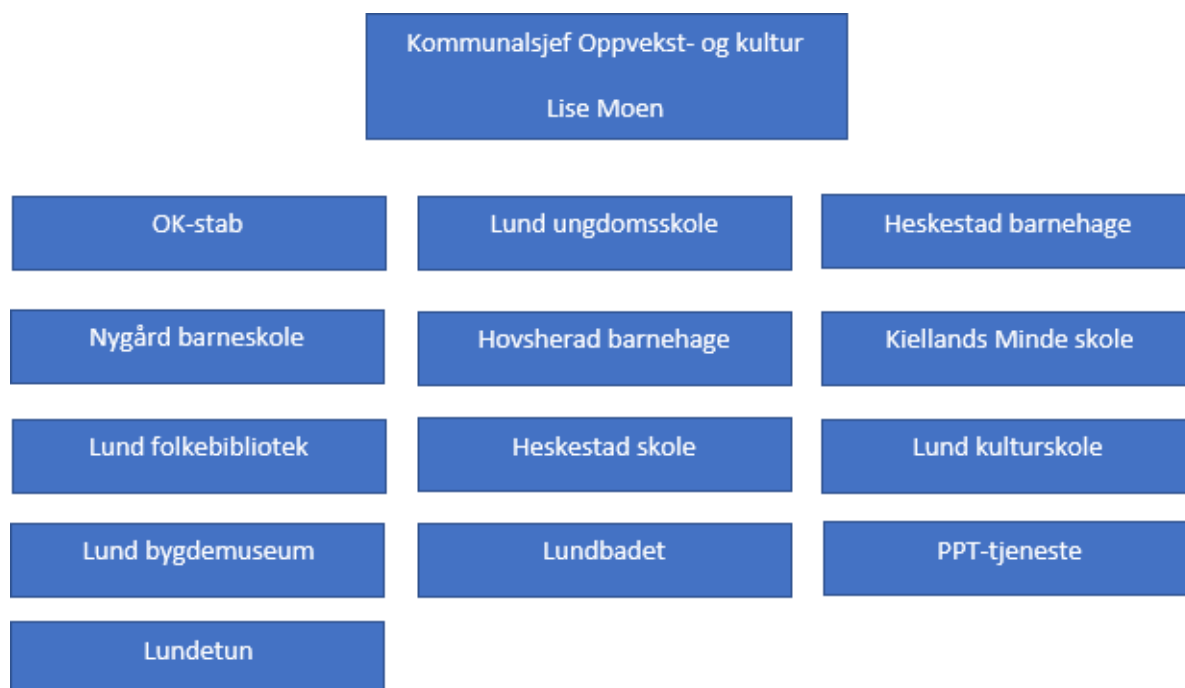 Kommunalsjef Oppvekst- og kultur
Lise Moen
OK-stab
Lund ungdomsskole
Heskestad barnehage
Nygård barneskole
Hovsherad barnehage
Kiellands Minde skole
Lund folkebibliotek
Heskestad skole
Lund kulturskole
Lund bygdemuseum
Lundbadet
PPT-tjeneste
Lundetun